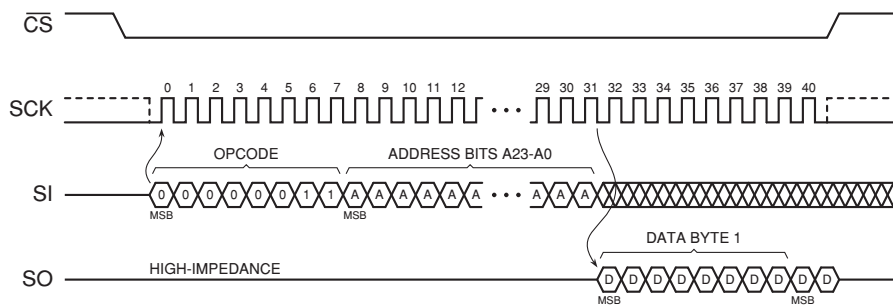 CS
SCK
0 1 2 3 4 5 6 7 8 9 10 11 12 29 30 31 32 33 34 35 36 37 38 39 40
OPCODE ADDRESS BITS A23-A0
SI
0 0 0 0 0 0 1 1 A A A A A A ••• A A A
MSB MSB
DATA BYTE 1
SO
HIGH-IMPEDANCE
D D D D D D D D D D
MSB MSB